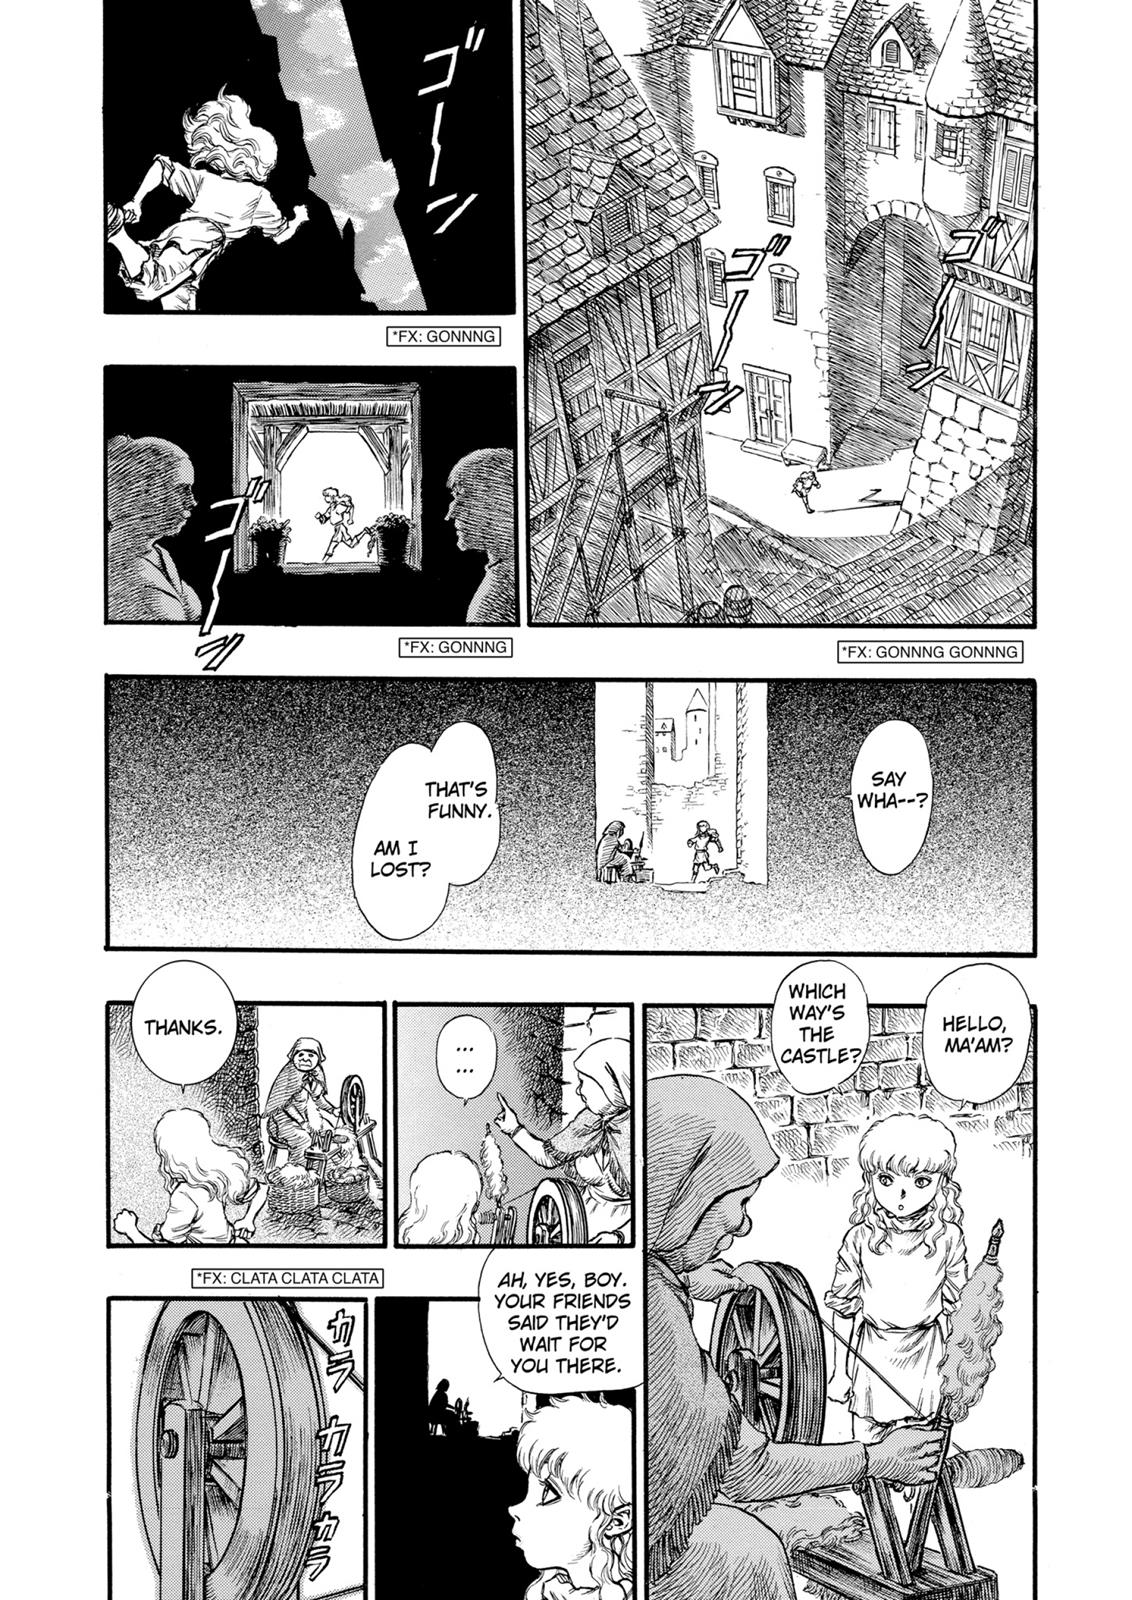 ゴーン
ゴーン
*FX: GONNNG GONNNG
ゴーン
*FX: GONNNG
ゴーン
*FX: GONNNG
SAY
WHA--?
THAT'S
FUNNY.
AM I
LOST?
HELLO,
MA'AM?
WHICH
WAY'S
THE
CASTLE?
...
...
THANKS.
AH, YES, BOY.
YOUR FRIENDS
SAID THEY'D
WAIT FOR
YOU THERE.
*FX: CLATA CLATA CLATA
カラ
カラカラ